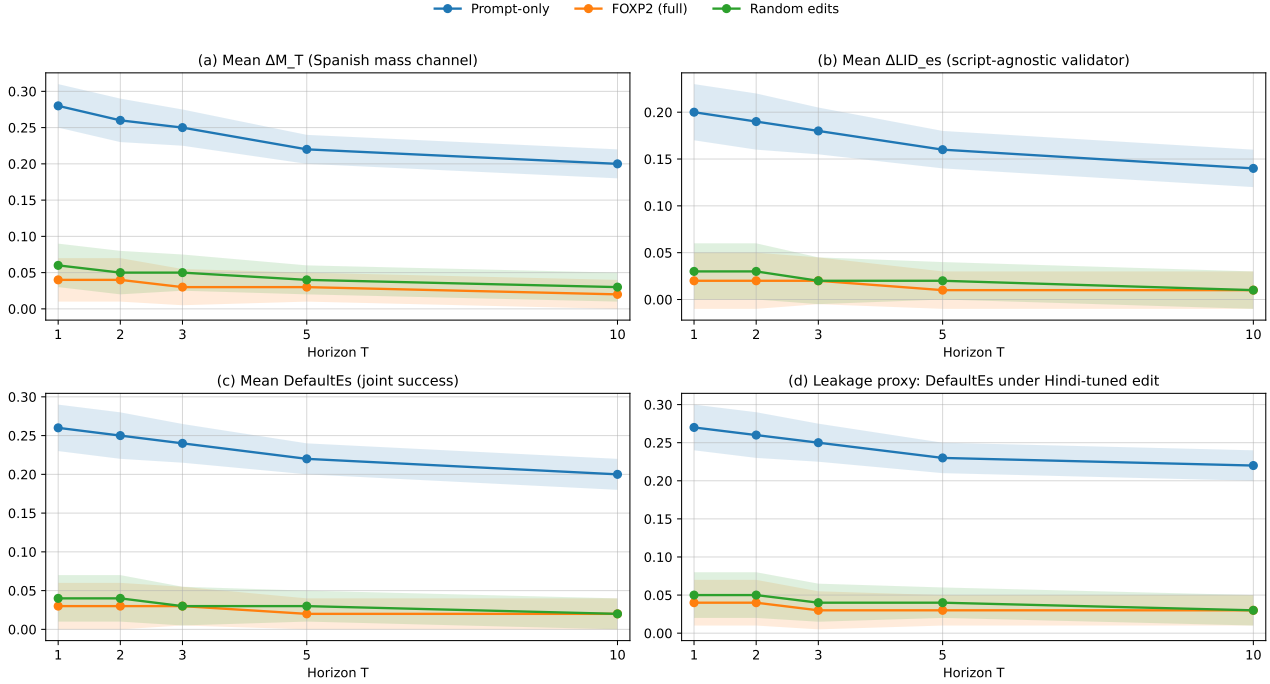 Prompt-only FOXP2 (full) Random edits
(a) Mean ΔM_T (Spanish mass channel)
0.30
0.25
0.20
0.15
0.10
0.05
0.00
1 2 3 5 10
Horizon T
(b) Mean ΔLID_es (script-agnostic validator)
0.20
0.15
0.10
0.05
0.00
1 2 3 5 10
Horizon T
(c) Mean DefaultEs (joint success)
0.30
0.25
0.20
0.15
0.10
0.05
0.00
1 2 3 5 10
Horizon T
(d) Leakage proxy: DefaultEs under Hindi-tuned edit
0.30
0.25
0.20
0.15
0.10
0.05
0.00
1 2 3 5 10
Horizon T